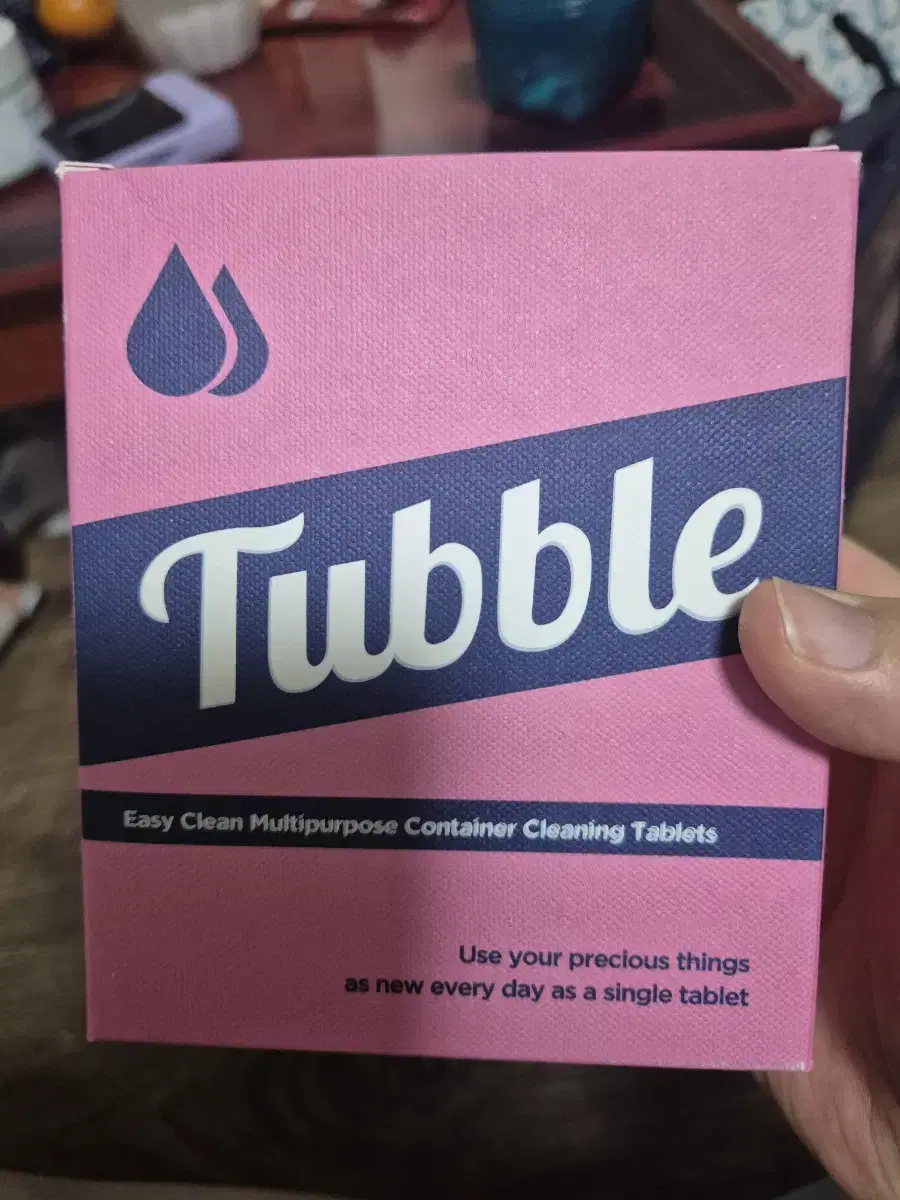 Tubble
Easy Clean Multipurpose Container Cleaning Tablets
Use your precious things
as new every day as a single tablet